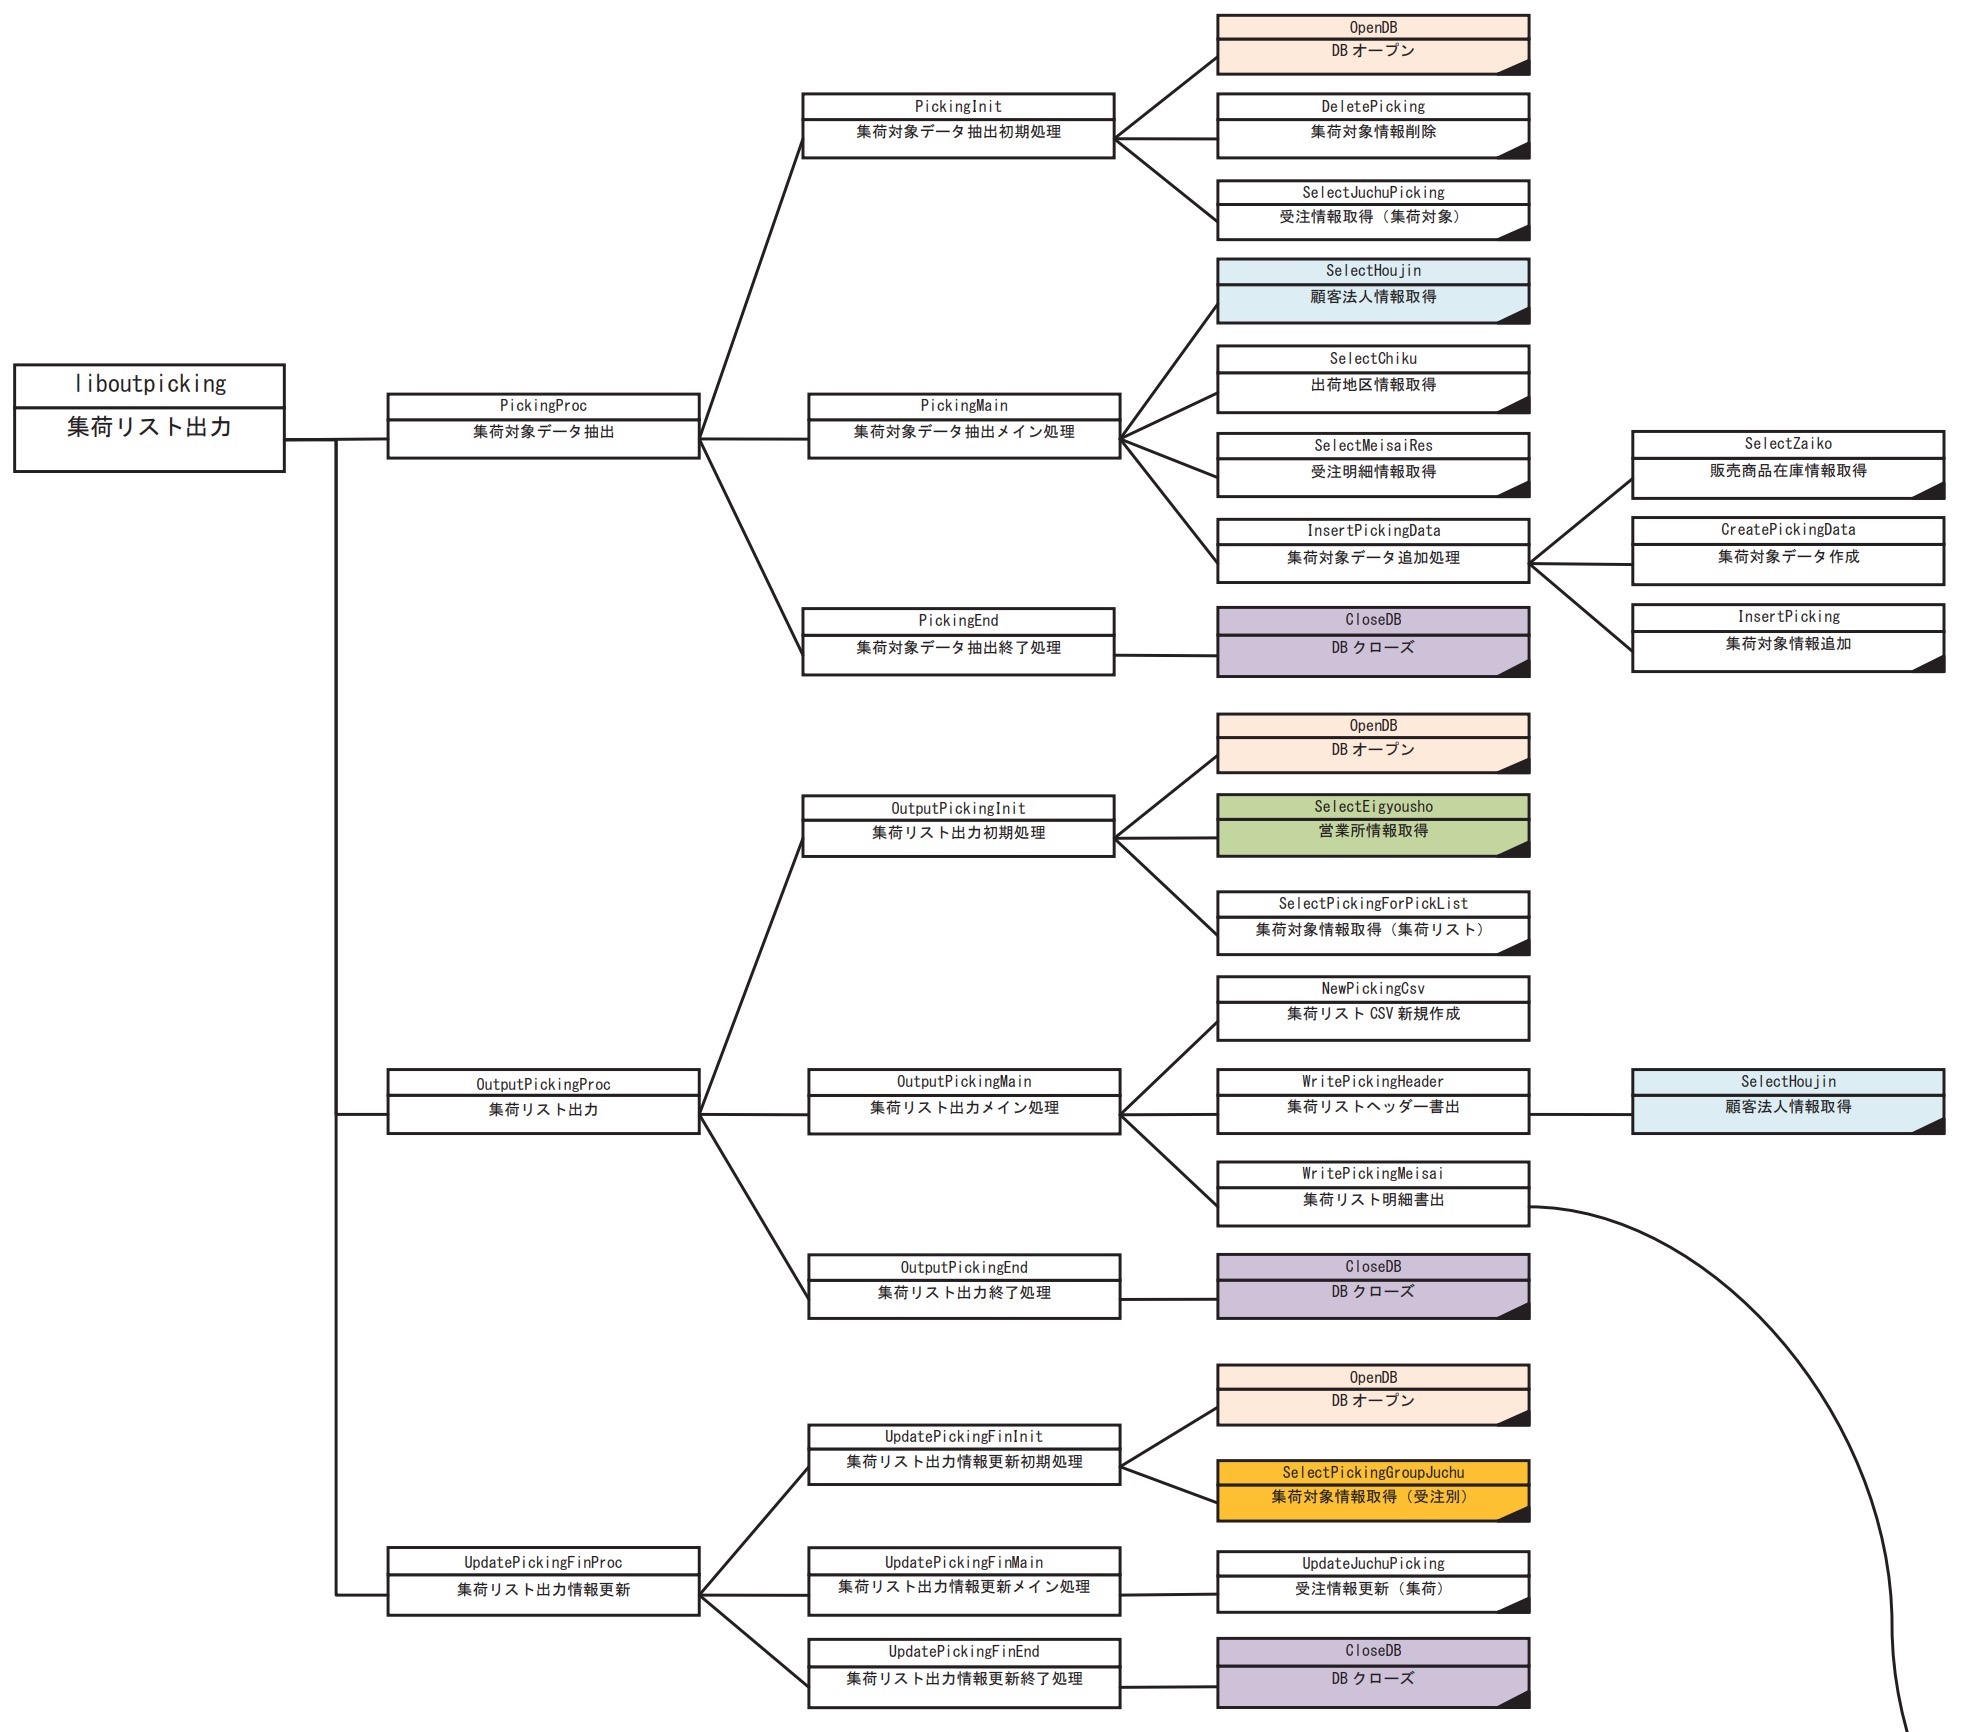 liboutpicking
集荷リスト出力
PickingProc
集荷対象データ抽出
PickingInit
集荷対象データ抽出初期処理
OpenDB
DB オープン
DeletePicking
集荷対象情報削除
SelectJuchuPicking
受注情報取得（集荷対象）
PickingMain
集荷対象データ抽出メイン処理
SelectHoujin
顧客法人情報取得
SelectChiku
出荷地区情報取得
SelectMeisaiRes
受注明細情報取得
InsertPickingData
集荷対象データ追加処理
SelectZaiko
販売商品在庫情報取得
CreatePickingData
集荷対象データ作成
InsertPicking
集荷対象情報追加
PickingEnd
集荷対象データ抽出終了処理
CloseDB
DB クローズ
OutputPickingProc
集荷リスト出力
OutputPickingInit
集荷リスト出力初期処理
OpenDB
DB オープン
SelectEigyousho
営業所情報取得
SelectPickingForPickList
集荷対象情報取得（集荷リスト）
OutputPickingMain
集荷リスト出力メイン処理
NewPickingCsv
集荷リスト CSV 新規作成
WritePickingHeader
集荷リストヘッダー書出
SelectHoujin
顧客法人情報取得
WritePickingMeisai
集荷リスト明細書出
OutputPickingEnd
集荷リスト出力終了処理
CloseDB
DB クローズ
UpdatePickingFinProc
集荷リスト出力情報更新
UpdatePickingFinInit
集荷リスト出力情報更新初期処理
OpenDB
DB オープン
SelectPickingGroupJuchu
集荷対象情報取得（受注別）
UpdatePickingFinMain
集荷リスト出力情報更新メイン処理
UpdateJuchuPicking
受注情報更新（集荷）
UpdatePickingFinEnd
集荷リスト出力情報更新終了処理
CloseDB
DB クローズ